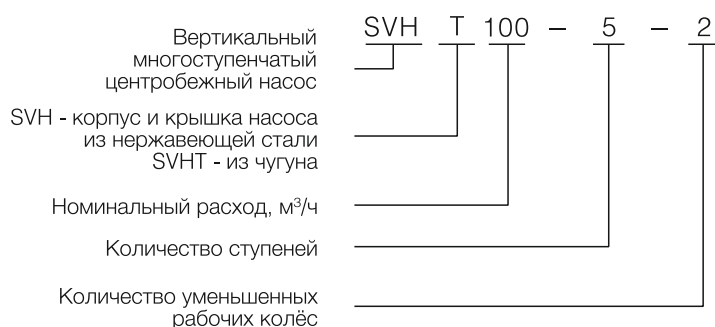 SVH T 100 – 5 – 2
Вертикальный
многоступенчатый
центробежный насос
SVH - корпус и крышка насоса
из нержавеющей стали
SVHT - из чугуна
Номинальный расход, м³/ч
Количество ступеней
Количество уменьшенных
рабочих колёс